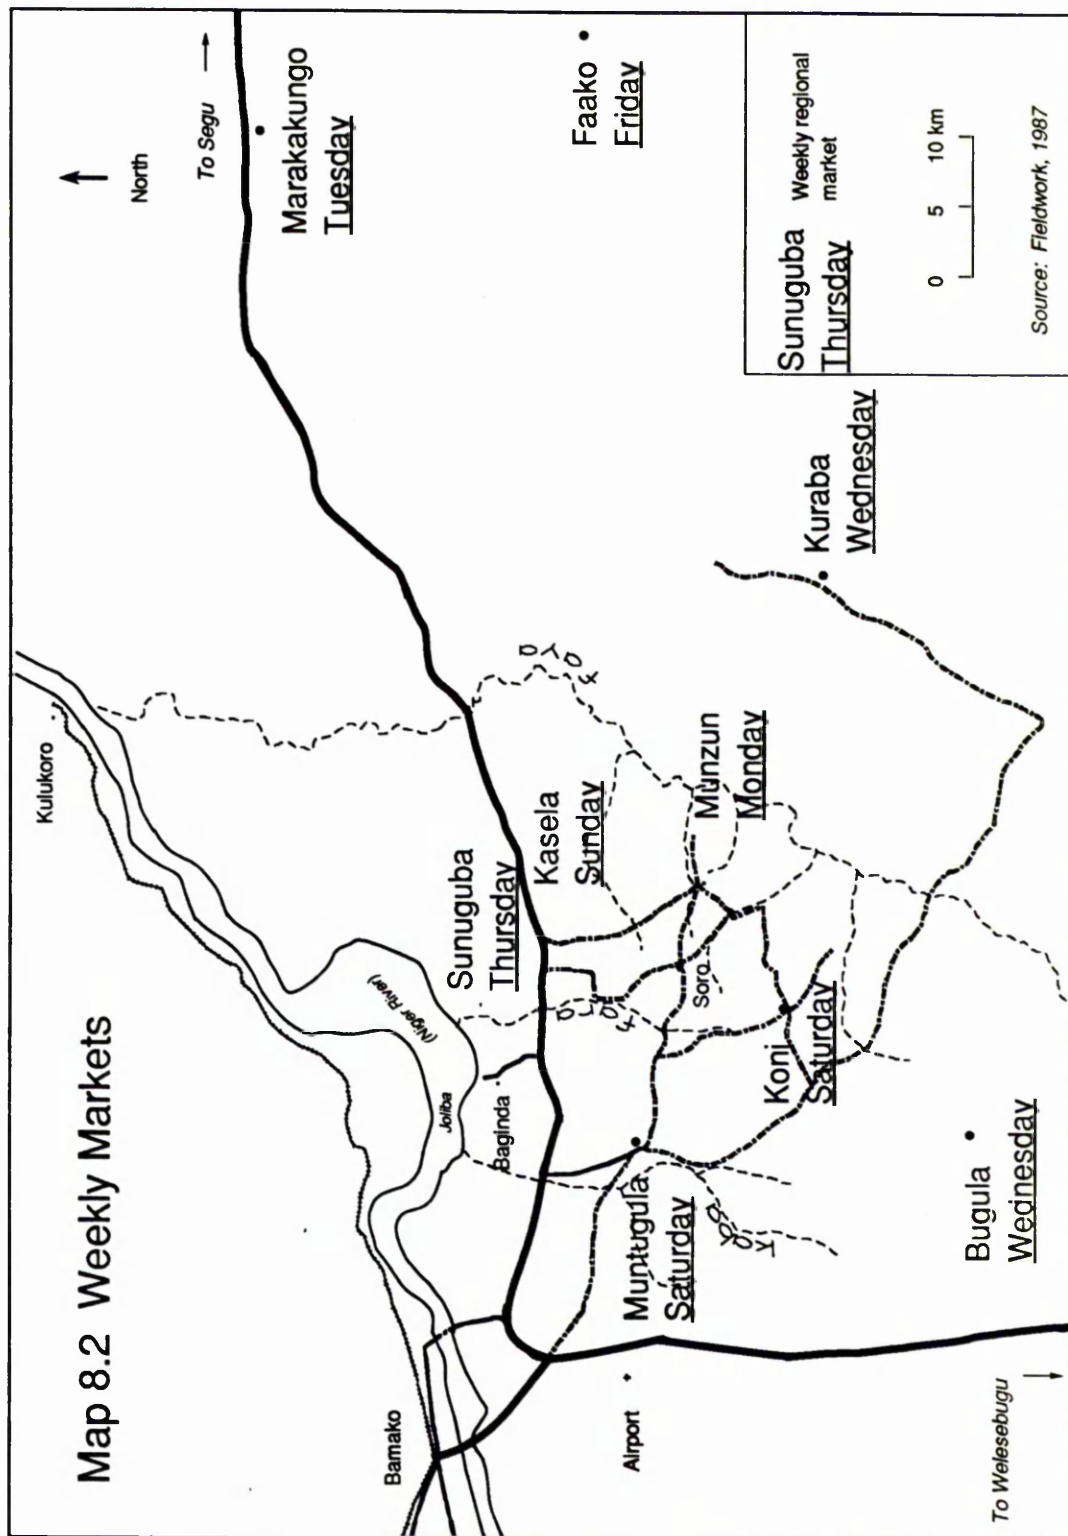 Map 8.2 Weekly Markets
Kulukoro
North
To Segu
Marakakungo
Tuesday
Faako
Friday
Bamako
Joliba
(Niger River)
Baginda
Sunuguba
Thursday
Kasela
Sunday
Munzun
Monday
Soro
Koni
Saturday
Kuraba
Wednesday
Airport
Muntugula
Saturday
Bugula
Wednesday
To Welesebugu
Sunuguba
Thursday
Weekly regional
market
0 5 10 km
Source: Fieldwork, 1987